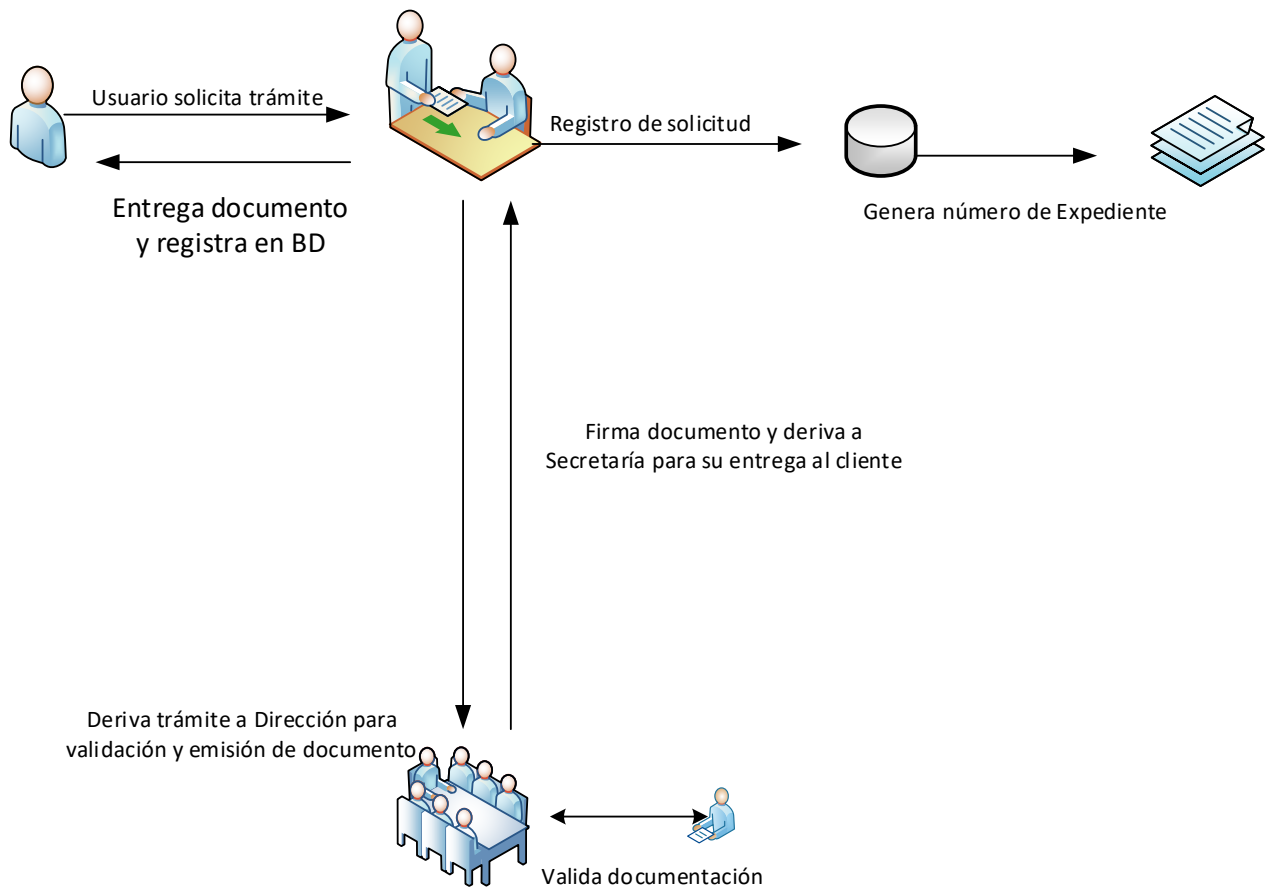 Usuario solicita trámite
Registro de solicitud
Entrega documento
y registra en BD
Genera número de Expediente
Firma documento y deriva a
Secretaría para su entrega al cliente
Deriva trámite a Dirección para
validación y emisión de documento
Valida documentación